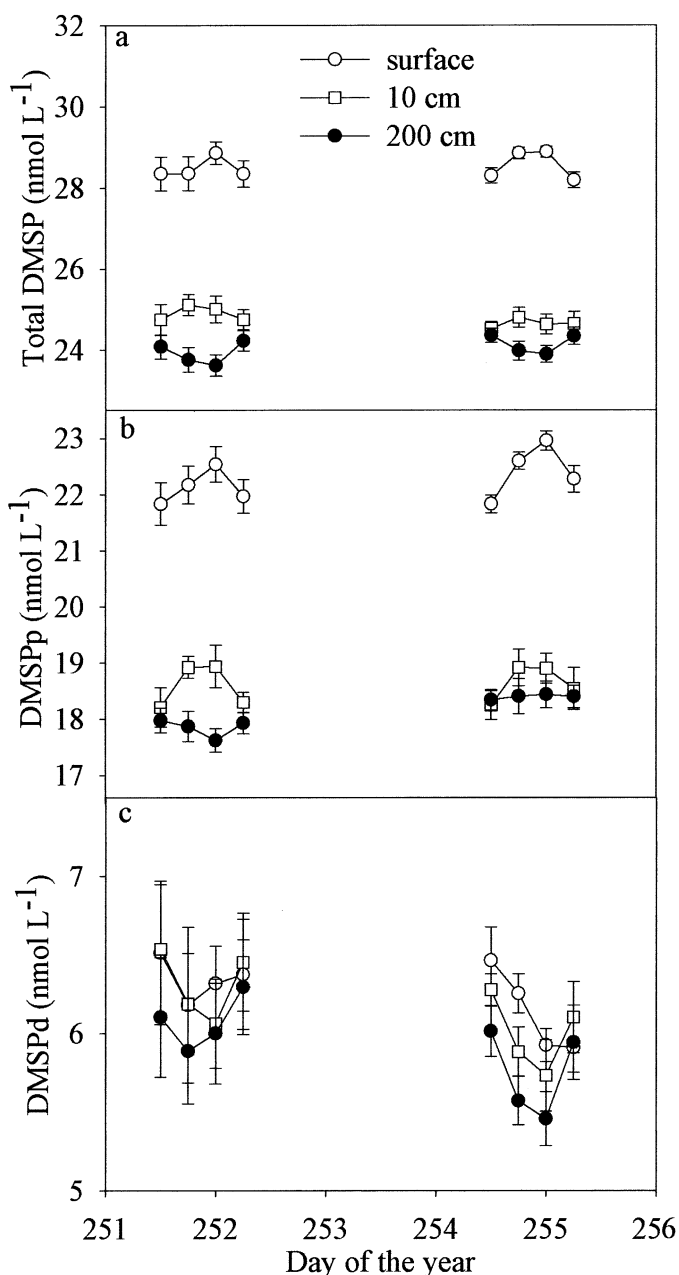 32
a
surface
30
10 cm
200 cm
28
26
24
Total DMSP (nmol L-1)
b
23
22
21
20
19
18
17
DMSPp (nmol L-1)
c
7
6
5
DMSPd (nmol L-1)
251 252 253 254 255 256
Day of the year